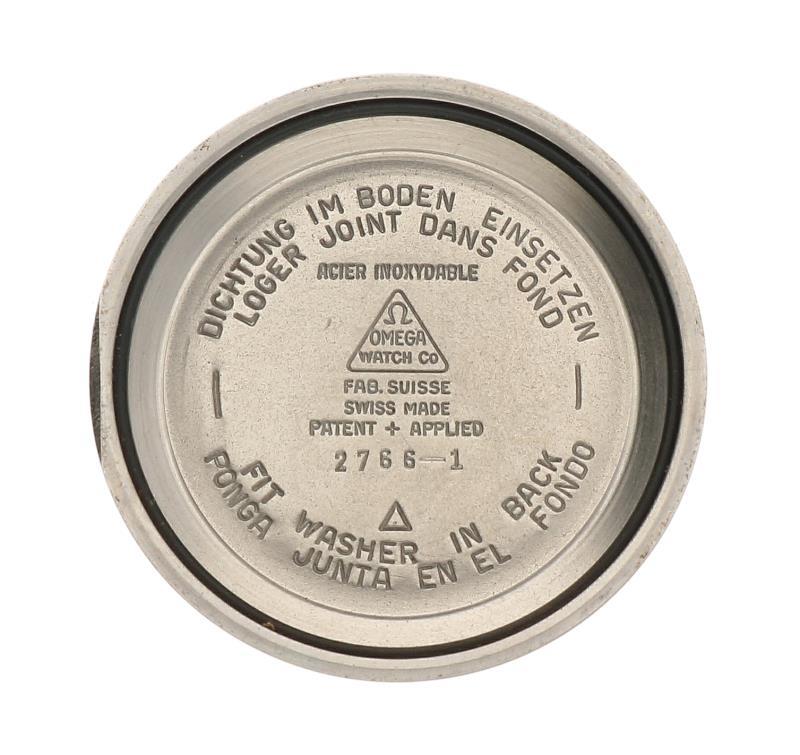 DICHTUNG IM BODEN EINSETZEN
LOGER JOINT DANS FOND
ACIER INOXYDABLE
Ω
OMEGA
WATCH CO
FAB. SUISSE
SWISS MADE
PATENT + APPLIED
2766-1
FIT WASHER IN BACK
PONGA JUNTA EN EL FONDO